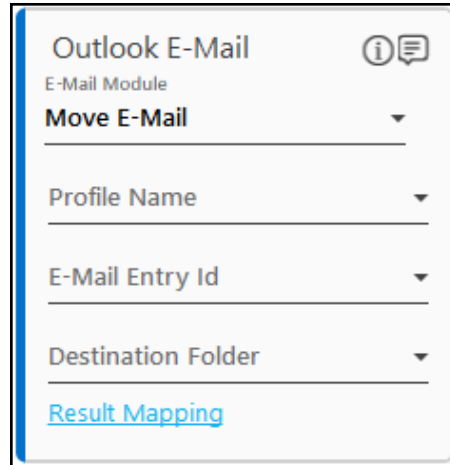 Outlook E-Mail
E-Mail Module
Move E-Mail
Profile Name
E-Mail Entry Id
Destination Folder
Result Mapping